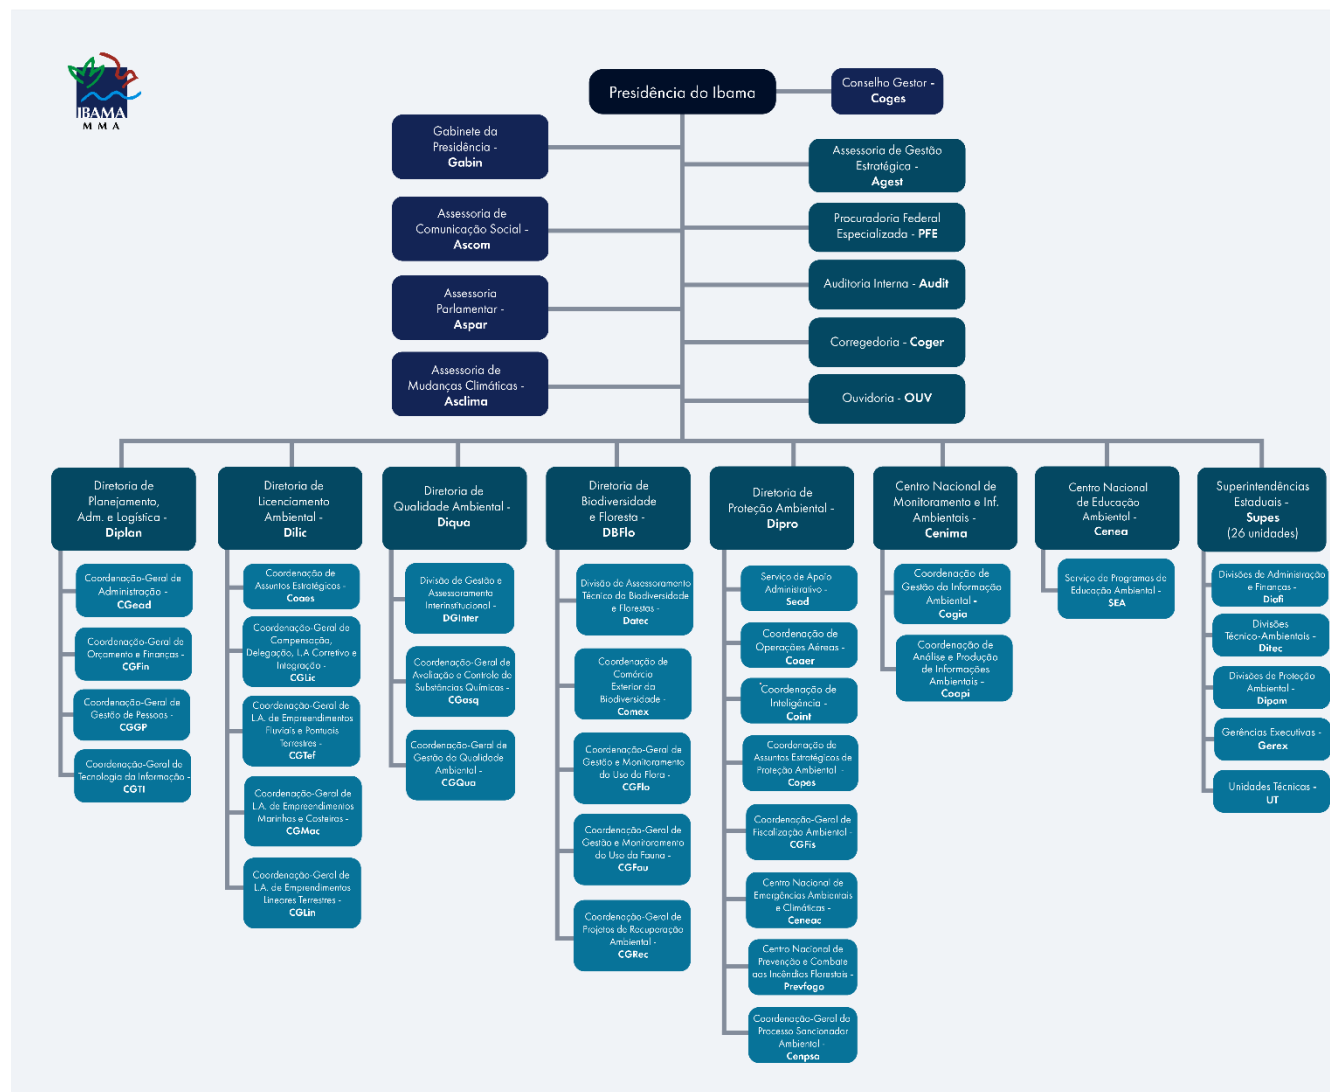 IBAMA
M M A
Presidência do Ibama
Conselho Gestor -
Coges
Gabinete da
Presidência -
Gabin
Assessoria de
Comunicação Social -
Ascom
Assessoria
Parlamentar -
Aspar
Assessoria de
Mudanças Climáticas -
Asclima
Assessoria de Gestão
Estratégica -
Agest
Procuradoria Federal
Especializada - PFE
Auditoria Interna - Audit
Corregedoria - Coger
Ouvidoria - OUV
Diretoria de
Planejamento,
Adm. e Logística -
Diplan
Coordenação-Geral de
Administração -
CGead
Coordenação-Geral de
Orçamento e Finanças -
CGFin
Coordenação-Geral de
Gestão de Pessoas -
CGGP
Coordenação-Geral de
Tecnologia da Informação -
CGTI
Diretoria de
Licenciamento
Ambiental -
Dilic
Coordenação de
Assuntos Estratégicos -
Coaes
Coordenação-Geral de
Compensação,
Delegação, L.A Corretivo e
Integração -
CGLic
Coordenação-Geral de
L.A. de Empreendimentos
Fluviais e Pontuais
Terrestres -
CGTef
Coordenação-Geral de
L.A. de Empreendimentos
Marinhos e Costeiros -
CGMac
Coordenação-Geral de
L.A. de Emprendimentos
Lineares Terrestres -
CGLin
Diretoria de
Qualidade Ambiental -
Diqua
Divisão de Gestão e
Assessoramento
Interinstitucional -
DGInter
Coordenação-Geral de
Avaliação e Controle de
Substâncias Químicas -
CGasq
Coordenação-Geral de
Gestão da Qualidade
Ambiental -
CGQua
Diretoria de
Biodiversidade
e Floresta -
DBFlo
Divisão de Assessoramento
Técnico da Biodiversidade
e Florestas -
Datec
Coordenação de
Comércio
Exterior da
Biodiversidade -
Comex
Coordenação-Geral de
Gestão e Monitoramento
do Uso da Flora -
CGFlo
Coordenação-Geral de
Gestão e Monitoramento
do Uso da Fauna -
CGFau
Coordenação-Geral de
Projetos de Recuperação
Ambiental -
CGRec
Diretoria de
Proteção Ambiental -
Dipro
Serviço de Apoio
Administrativo -
Sead
Coordenação de
Operações Aéreas -
Coaer
*Coordenação de
Inteligência -
Coint
Coordenação de
Assuntos Estratégicos de
Proteção Ambiental -
Copes
Coordenação-Geral de
Fiscalização Ambiental -
CGFis
Centro Nacional de
Emergências Ambientais
e Climáticas -
Ceneac
Centro Nacional de
Prevenção e Combate
aos Incêndios Florestais -
Prevfogo
Coordenação-Geral do
Processo Sancionador
Ambiental -
Cenpsa
Centro Nacional de
Monitoramento e Inf.
Ambientais -
Cenima
Coordenação de
Gestão da Informação
Ambiental -
Cogia
Coordenação de
Análise e Produção
de Informações
Ambientais -
Coapi
Centro Nacional
de Educação
Ambiental -
Cenea
Serviço de Programas de
Educação Ambiental -
SEA
Superintendências
Estaduais -
Supes
(26 unidades)
Divisões de Administração
e Finanças -
Diafi
Divisões
Técnico-Ambientais -
Ditec
Divisões de Proteção
Ambiental -
Dipam
Gerências Executivas -
Gerex
Unidades Técnicas -
UT